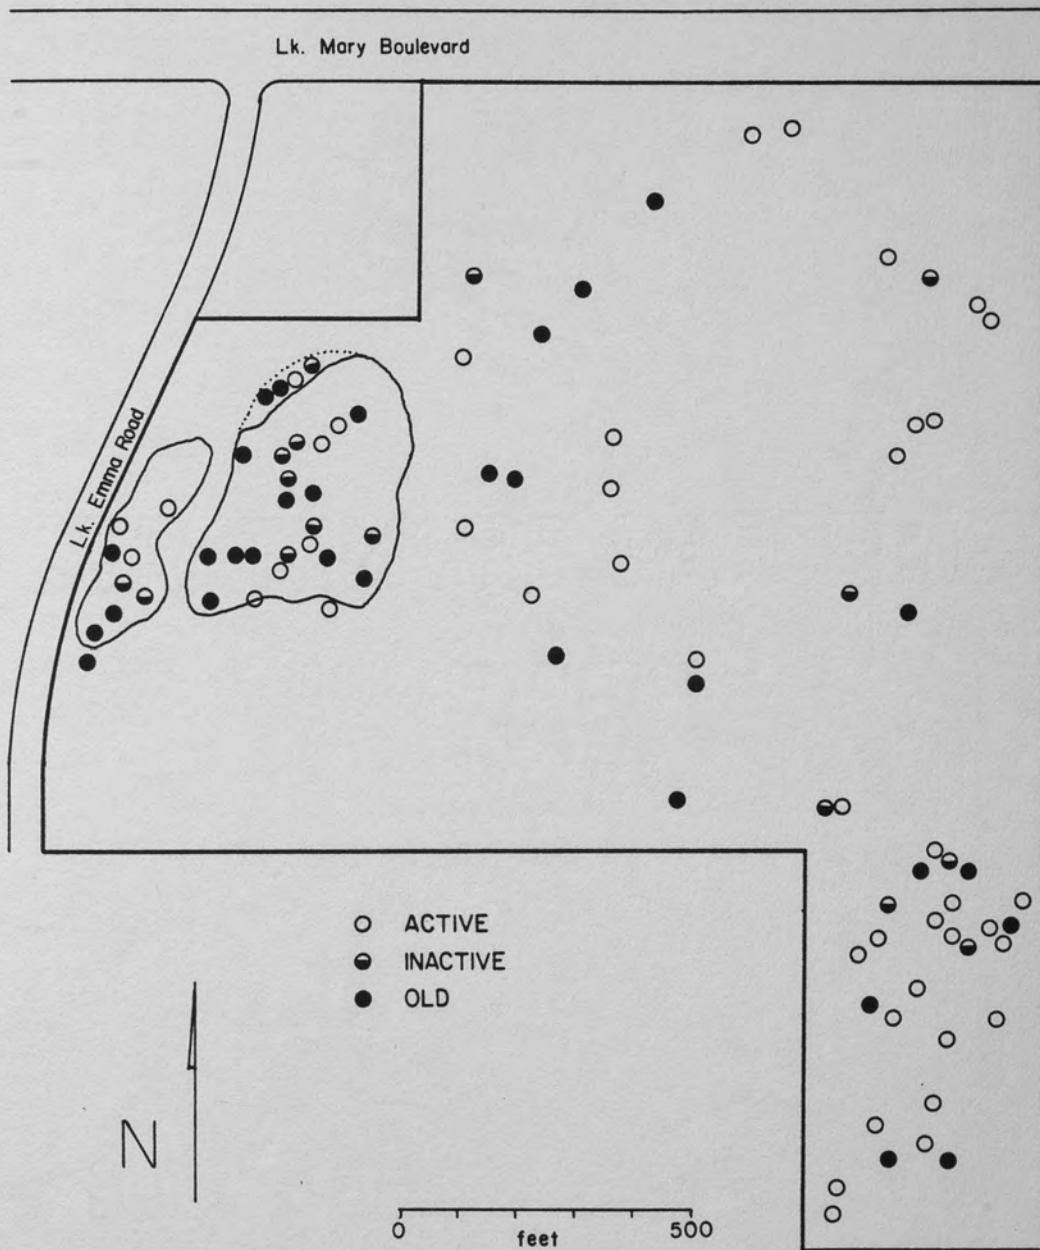 Lk. Mary Boulevard
Lk. Emma Road
ACTIVE
INACTIVE
OLD
N
0 500
feet